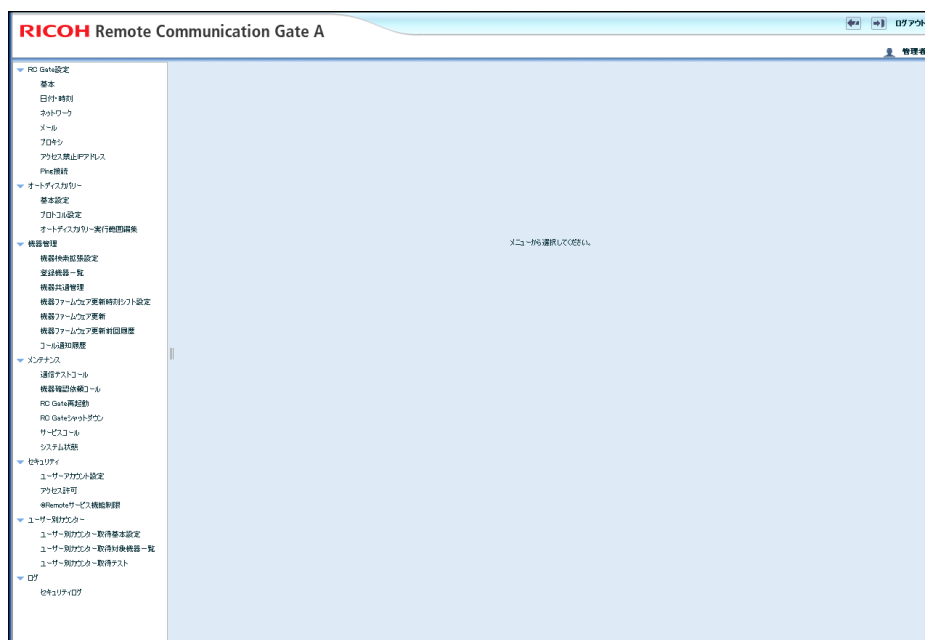 RICOH Remote Communication Gate A
ログアウト
管理者
RC Gate設定
基本
日付・時刻
ネットワーク
メール
プロキシ
アクセス禁止IPアドレス
Ping接続
オートディスカバリー
基本設定
プロトコル設定
オートディスカバリー実行範囲編集
機器管理
機器検索拡張設定
登録機器一覧
機器共通管理
機器ファームウェア更新時刻シフト設定
機器ファームウェア更新
機器ファームウェア更新前回履歴
コール通知履歴
メンテナンス
通信テストコール
機器確認依頼コール
RC Gate再起動
RC Gateシャットダウン
サービスコール
システム状態
セキュリティ
ユーザーアカウント設定
アクセス許可
@Remoteサービス機能制限
ユーザー別カウンター
ユーザー別カウンター取得基本設定
ユーザー別カウンター取得対象機器一覧
ユーザー別カウンター取得テスト
ログ
セキュリティログ
メニューから選択してください。